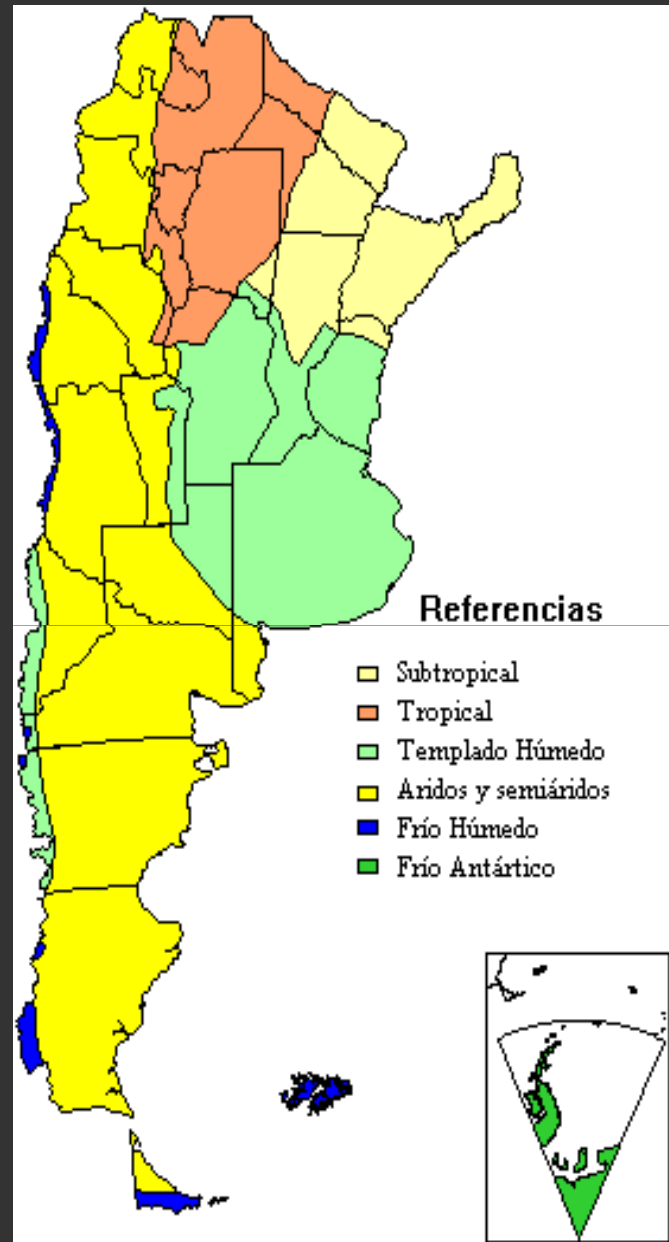 Referencias
Subtropical
Tropical
Templado Húmedo
Aridos y semiáridos
Frío Húmedo
Frío Antártico